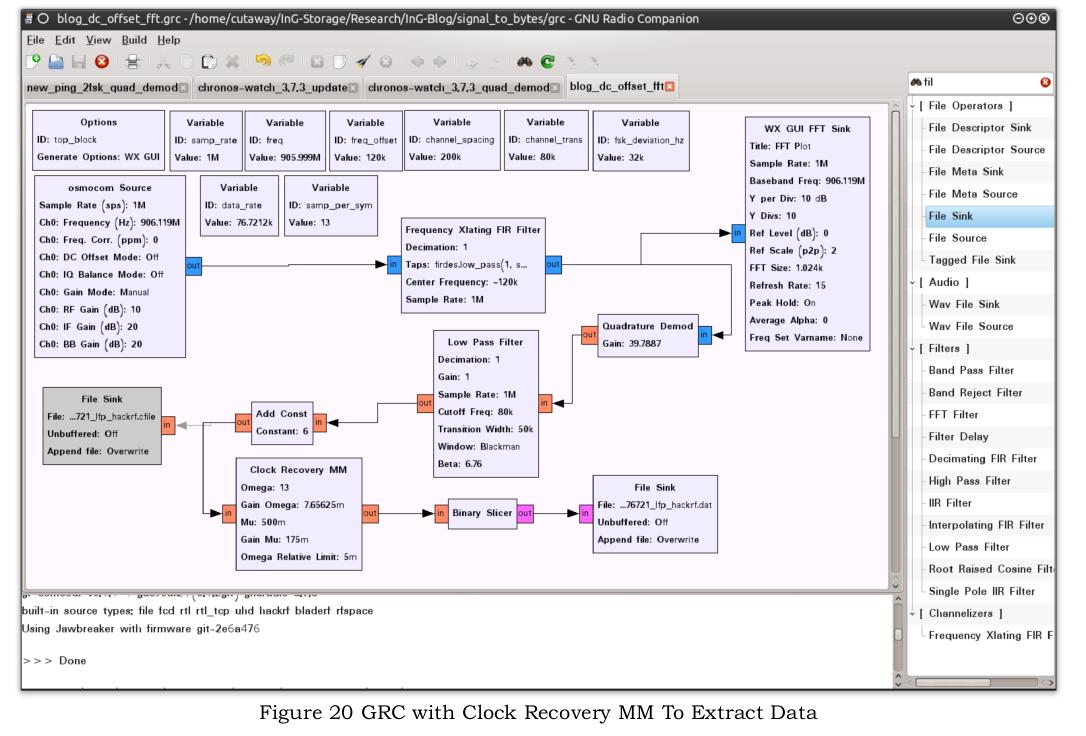 blog_dc_offset_fft.grc - /home/cutaway/InG-Storage/Research/InG-Blog/signal_to_bytes/grc - GNU Radio Companion
File Edit View Build Help
new_ping_2fsk_quad_demod
chronos-watch_3,7.3_update
chronos-watch_3,7.3_quad_demod
blog_dc_offset_fft
Options
ID: top_block
Generate Options: WX GUI
Variable
ID: samp_rate
Value: 1M
Variable
ID: freq
Value: 905.999M
Variable
ID: freq_offset
Value: 120k
Variable
ID: channel_spacing
Value: 200k
Variable
ID: channel_trans
Value: 80k
Variable
ID: fsk_deviation_hz
Value: 32k
WX GUI FFT Sink
Title: FFT Plot
Sample Rate: 1M
Baseband Freq: 906.119M
Y per Div: 10 dB
Y Divs: 10
Ref Level (dB): 0
Ref Scale (p2p): 2
FFT Size: 1.024k
Refresh Rate: 15
Peak Hold: On
Average Alpha: 0
Freq Set Varname: None
in
osmocom Source
Sample Rate (sps): 1M
Ch0: Frequency (Hz): 906.119M
Ch0: Freq. Corr. (ppm): 0
Ch0: DC Offset Mode: Off
Ch0: IQ Balance Mode: Off
Ch0: Gain Mode: Manual
Ch0: RF Gain (dB): 10
Ch0: IF Gain (dB): 20
Ch0: BB Gain (dB): 20
out
Variable
ID: data_rate
Value: 76.7212k
Variable
ID: samp_per_sym
Value: 13
Frequency Xlating FIR Filter
Decimation: 1
Taps: firdes.low_pass(1, s...
Center Frequency: -120k
Sample Rate: 1M
in
out
Quadrature Demod
Gain: 39.7887
out
in
Low Pass Filter
Decimation: 1
Gain: 1
Sample Rate: 1M
Cutoff Freq: 80k
Transition Width: 50k
Window: Blackman
Beta: 6.76
out
in
File Sink
File: ...721_lfp_hackrf.cfile
Unbuffered: Off
Append file: Overwrite
in
Add Const
Constant: 6
out
in
Clock Recovery MM
Omega: 13
Gain Omega: 7.65625m
Mu: 500m
Gain Mu: 175m
Omega Relative Limit: 5m
in
out
Binary Slicer
in
out
File Sink
File: ...76721_lfp_hackrf.dat
Unbuffered: Off
Append file: Overwrite
in
fil
[ File Operators ]
File Descriptor Sink
File Descriptor Source
File Meta Sink
File Meta Source
File Sink
File Source
Tagged File Sink
[ Audio ]
Wav File Sink
Wav File Source
[ Filters ]
Band Pass Filter
Band Reject Filter
FFT Filter
Filter Delay
Decimating FIR Filter
High Pass Filter
IIR Filter
Interpolating FIR Filter
Low Pass Filter
Root Raised Cosine Filt
Single Pole IIR Filter
[ Channelizers ]
Frequency Xlating FIR F
built-in source types: file fcd rtl rtl_tcp uhd hackrf bladerf rfspace
Using Jawbreaker with firmware git-2e6a476
>>> Done
Figure 20 GRC with Clock Recovery MM To Extract Data